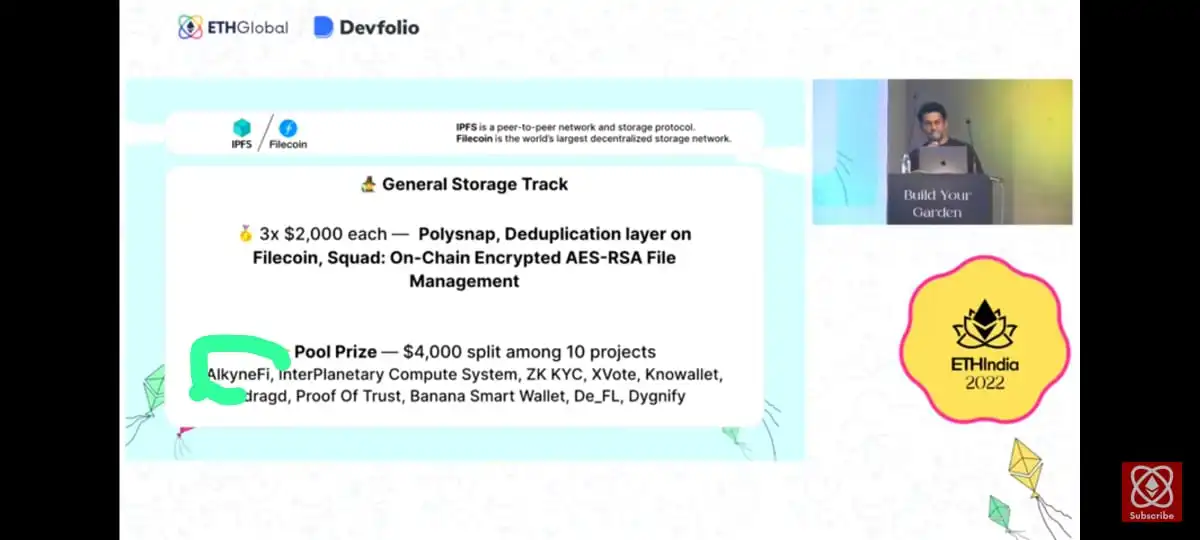 ETHGlobal
Devfolio
IPFS
Filecoin
IPFS is a peer-to-peer network and storage protocol.
Filecoin is the world's largest decentralized storage network.
General Storage Track
3x $2,000 each — Polysnap, Deduplication layer on
Filecoin, Squad: On-Chain Encrypted AES-RSA File
Management
Pool Prize — $4,000 split among 10 projects
AlkyneFi, InterPlanetary Compute System, ZK KYC, XVote, Knowallet,
Proof Of Trust, Banana Smart Wallet, De_FL, Dygnify
Build Your
Garden
ETHIndia
2022
Subscribe